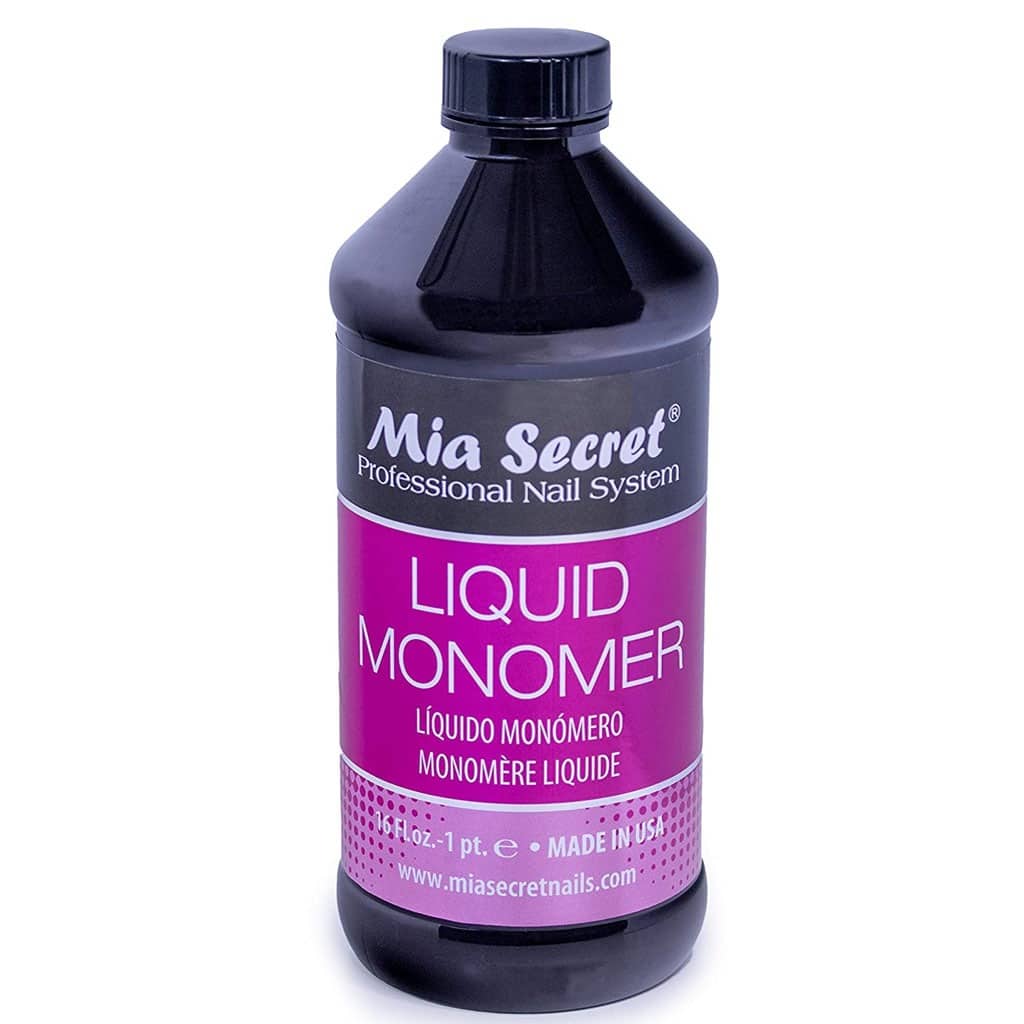 Mia Secret®
Professional Nail System
LIQUID
MONOMER
LÍQUIDO MONÓMERO
MONOMÈRE LIQUIDE
16 Fl.oz.-1 pt. ℮ • MADE IN USA
www.miasecretnails.com